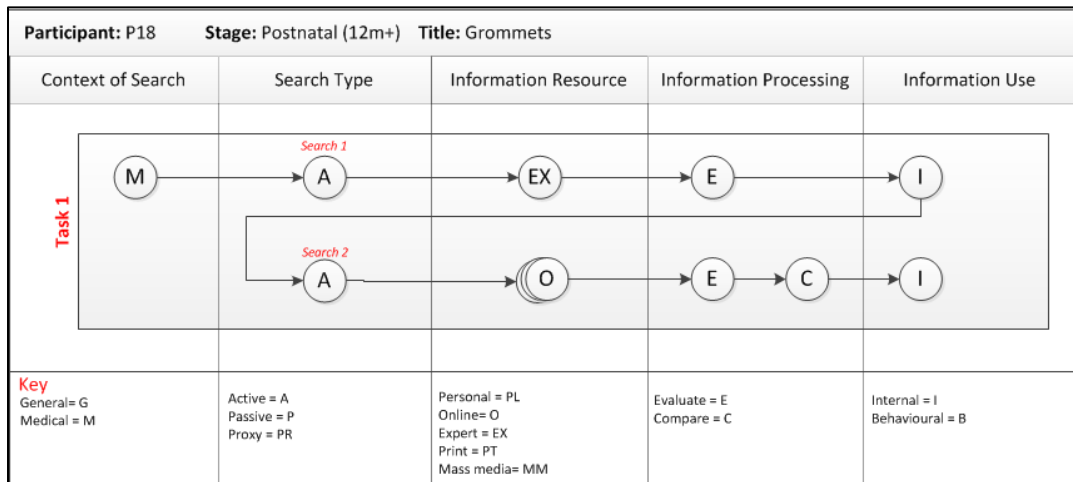 Participant: P18 Stage: Postnatal (12m+) Title: Grommets
Context of Search Search Type Information Resource Information Processing Information Use
Task 1
Search 1
M A EX E I
Search 2
A O E C I
Key
General= G
Medical = M
Active = A
Passive = P
Proxy = PR
Personal = PL
Online= O
Expert = EX
Print = PT
Mass media= MM
Evaluate = E
Compare = C
Internal = I
Behavioural = B